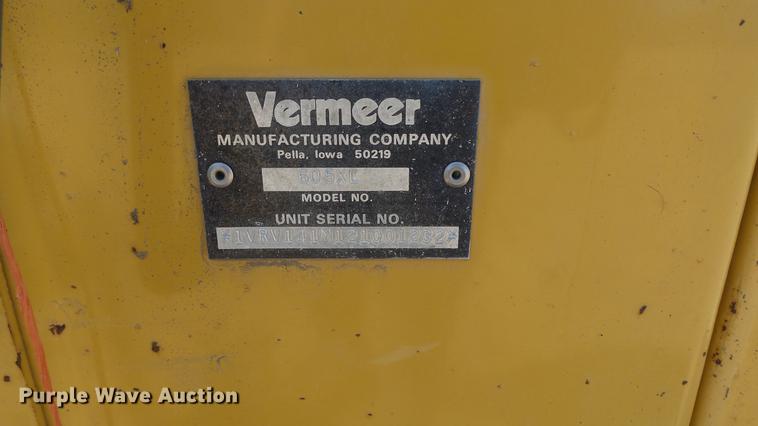 Vermeer
MANUFACTURING COMPANY
Pella, Iowa 50219
605XL
MODEL NO.
UNIT SERIAL NO.
Purple Wave Auction